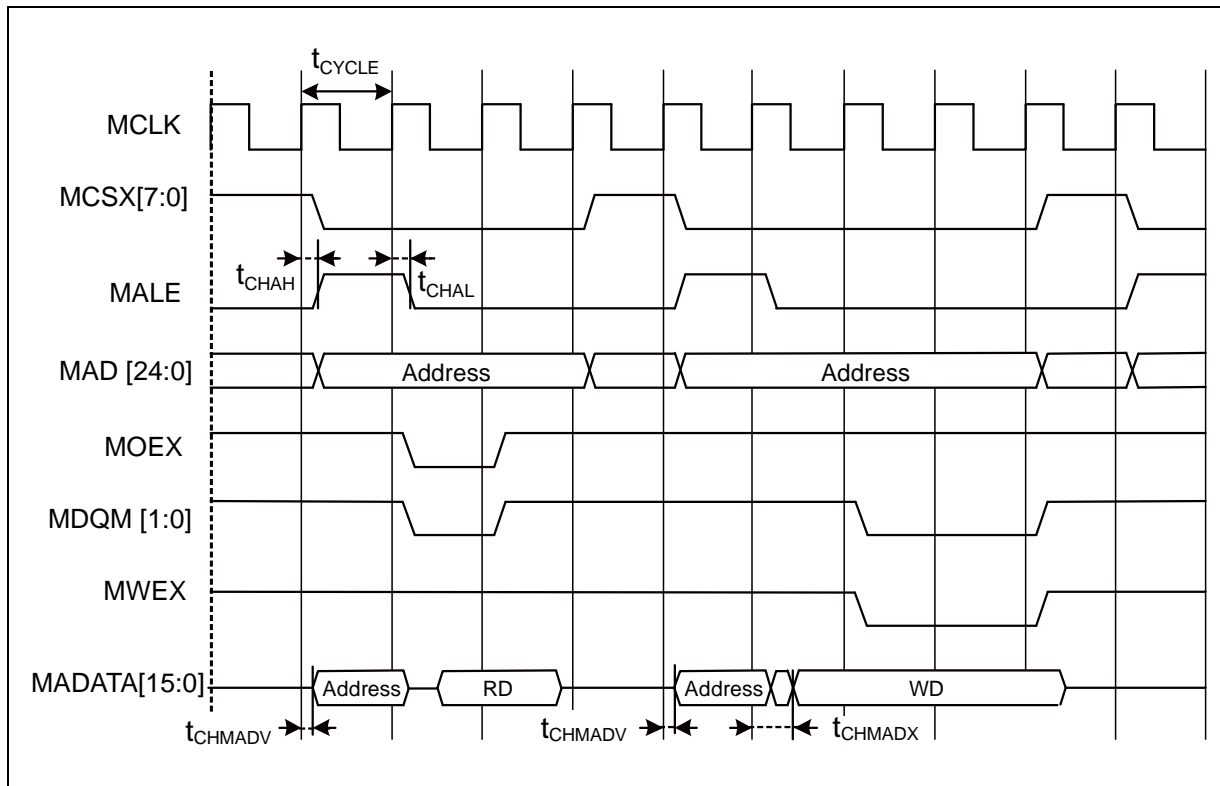 tCYCLE
MCLK
MCSX[7:0]
tCHAH
tCHAL
MALE
MAD [24:0]
Address
Address
MOEX
MDQM [1:0]
MWEX
MADATA[15:0]
Address
RD
Address
WD
tCHMADV
tCHMADV
tCHMADX